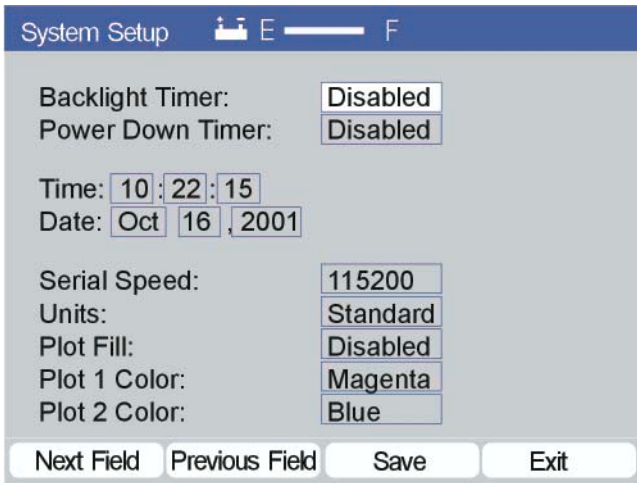 System Setup E F
Backlight Timer: Disabled
Power Down Timer: Disabled
Time: 10 : 22 : 15
Date: Oct 16 , 2001
Serial Speed: 115200
Units: Standard
Plot Fill: Disabled
Plot 1 Color: Magenta
Plot 2 Color: Blue
Next Field Previous Field Save Exit